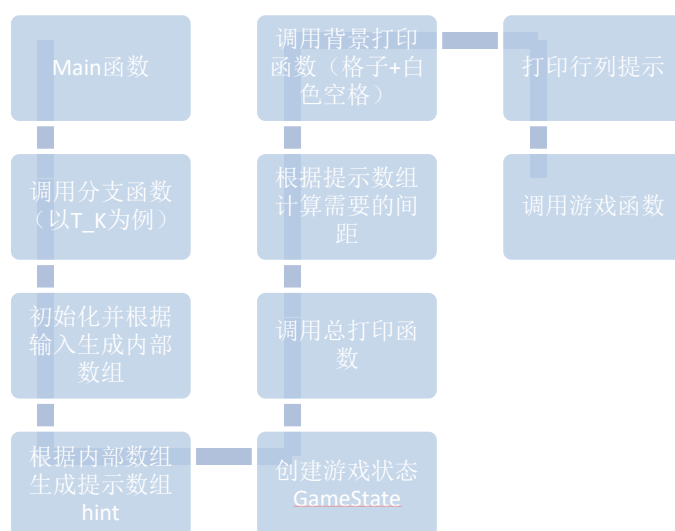 Main函数
调用分支函数
（以T_K为例）
初始化并根据
输入生成内部
数组
根据内部数组
生成提示数组
hint
创建游戏状态
GameState
调用总打印函
数
根据提示数组
计算需要的间
距
调用背景打印
函数（格子+白
色空格）
打印行列提示
调用游戏函数